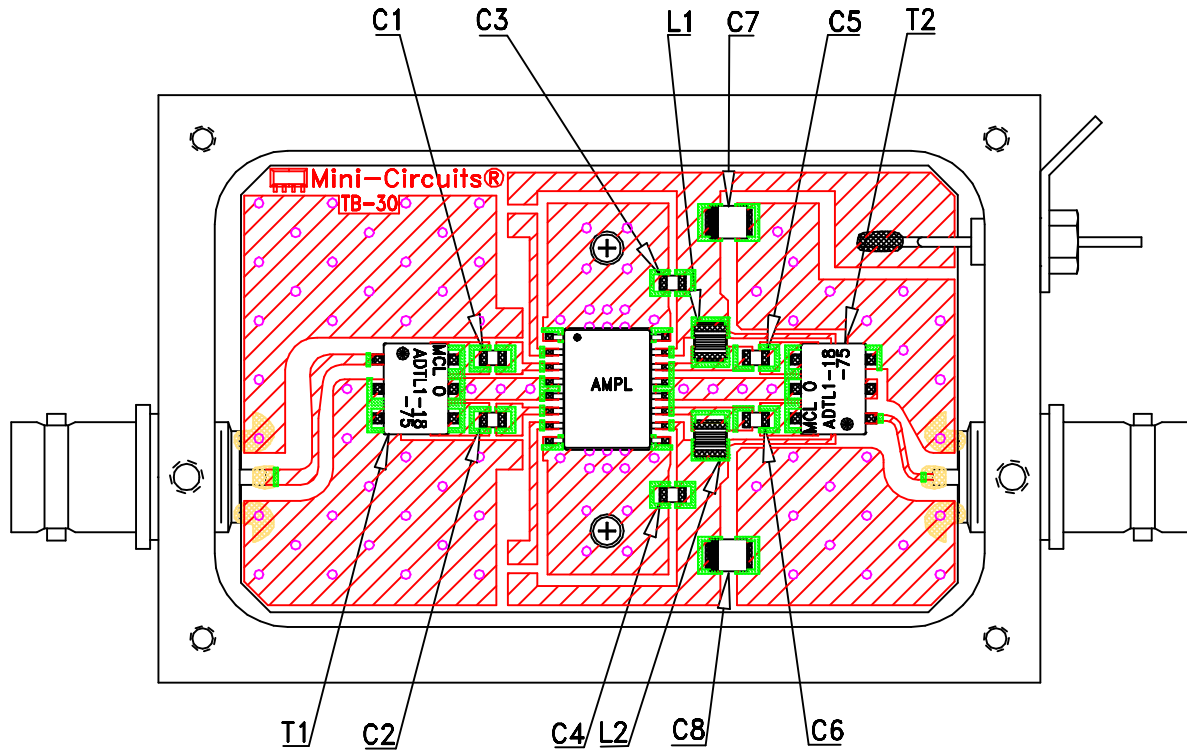 C1
C3
L1
C7
C5
T2
Mini-Circuits®
TB-30
MCL O
ADTL1-18
-75
AMPL
MCL O
ADTL1-18
-75
T1
C2
C4
L2
C8
C6